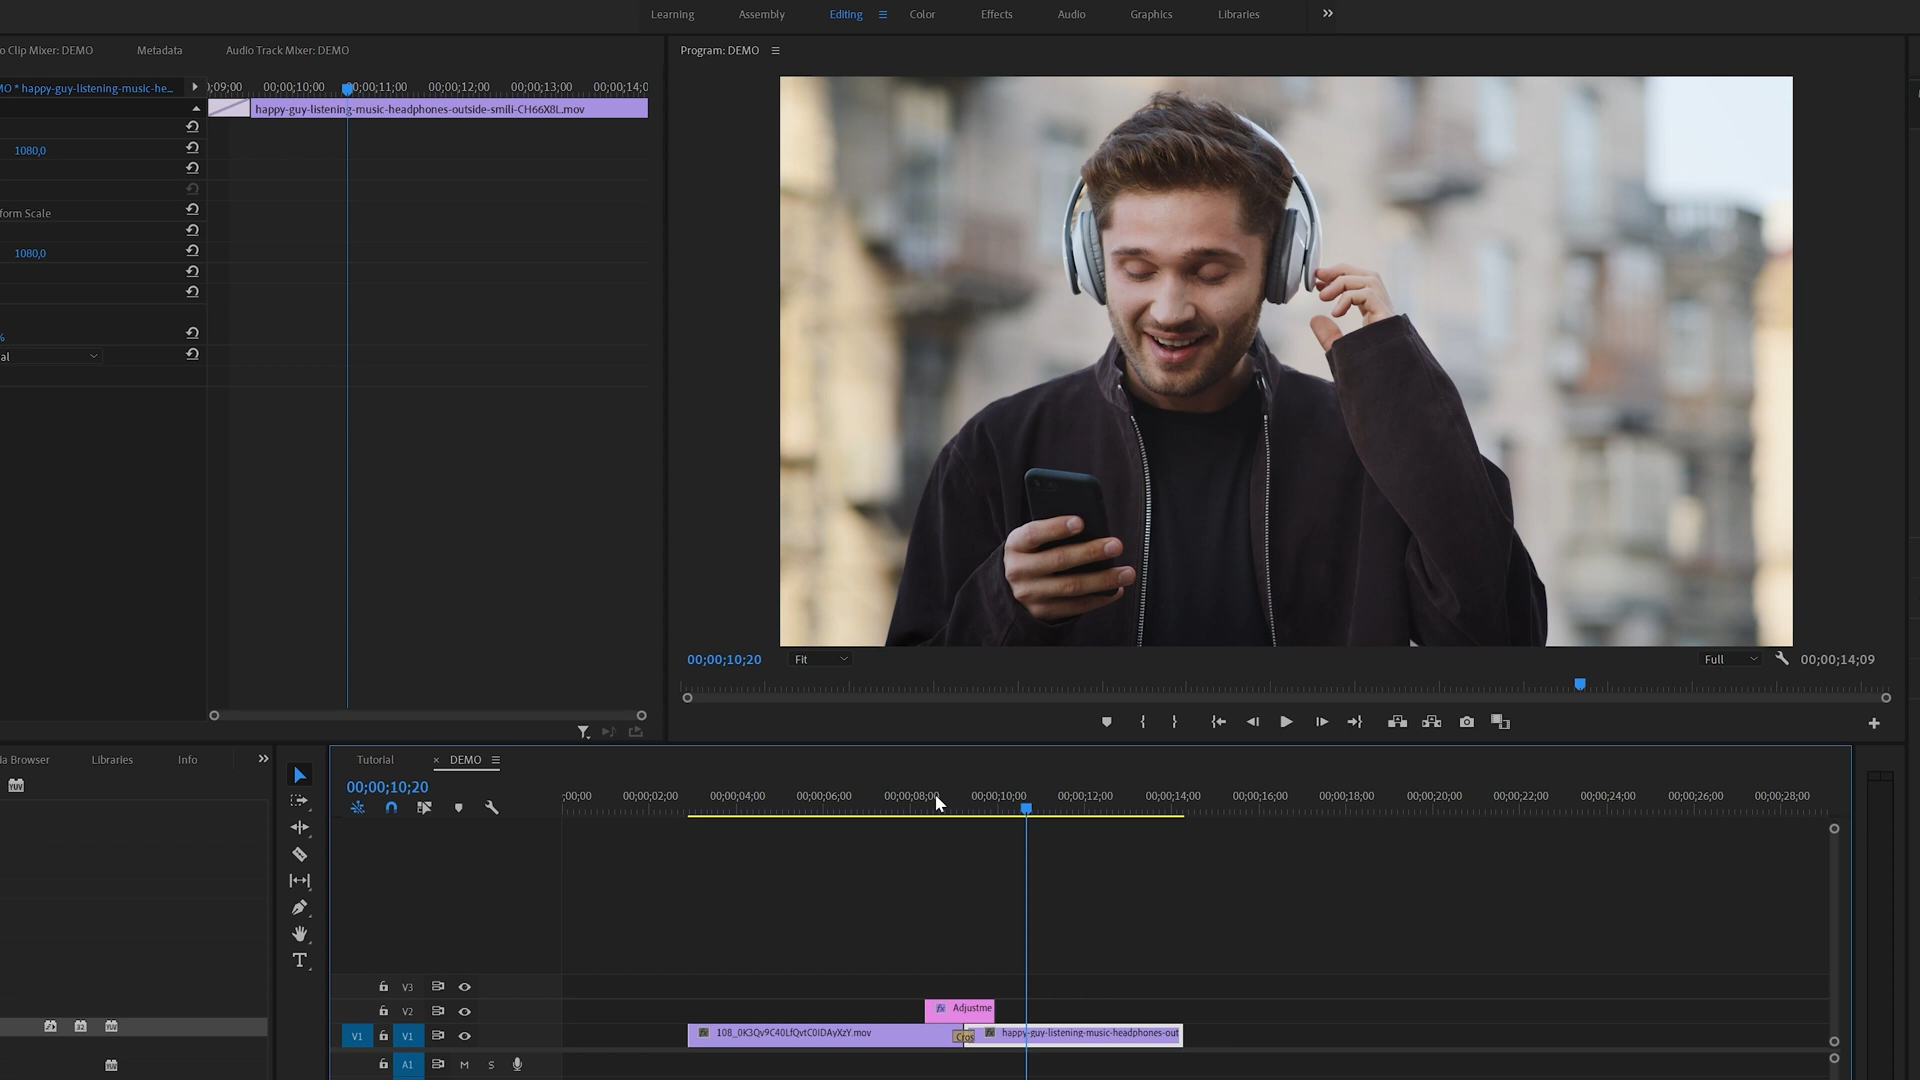 Learning Assembly Editing Color Effects Audio Graphics Libraries
o Clip Mixer: DEMO Metadata Audio Track Mixer: DEMO
Program: DEMO
MO * happy-guy-listening-music-he...
;09;00 00;00;10;00 00;00;11;00 00;00;12;00 00;00;13;00 00;00;14;0
happy-guy-listening-music-headphones-outside-smili-CH66X8L.mov
1080,0
form Scale
1080,0
%
al
00;00;10;20 Fit Full 00;00;14;09
ia Browser Libraries Info
Tutorial × DEMO
00;00;10;20
;00;00 00;00;02;00 00;00;04;00 00;00;06;00 00;00;08;00 00;00;10;00 00;00;12;00 00;00;14;00 00;00;16;00 00;00;18;00 00;00;20;00 00;00;22;00 00;00;24;00 00;00;26;00 00;00;28;00
YUV
T
V3
V2 fx Adjustme
32 YUV
V1 V1 fx 108_0K3Qv9C40LfQvtC0IDAyXzY.mov Cros fx happy-guy-listening-music-headphones-out
YUV
A1 M S